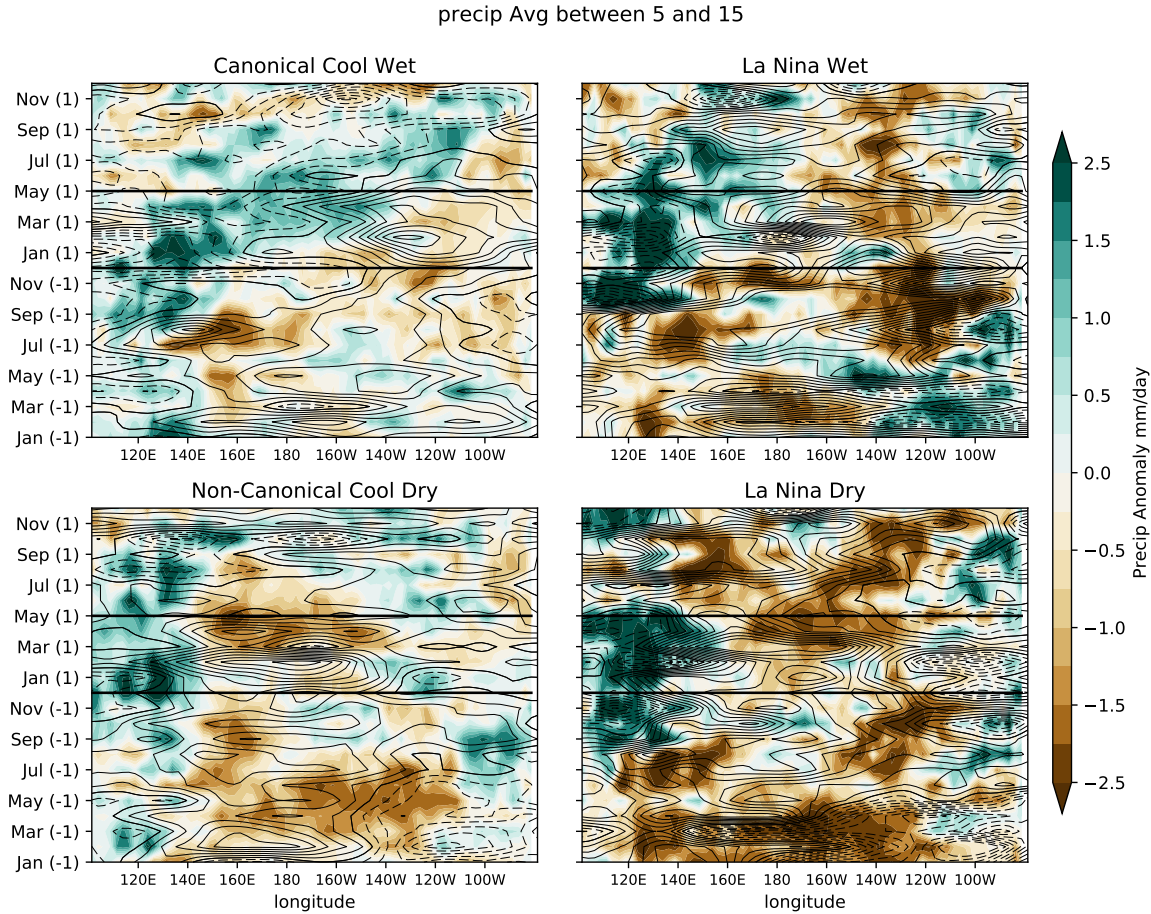 precip Avg between 5 and 15
Canonical Cool Wet
La Nina Wet
Nov (1)
Sep (1)
Jul (1)
May (1)
Mar (1)
Jan (1)
Nov (-1)
Sep (-1)
Jul (-1)
May (-1)
Mar (-1)
Jan (-1)
120E 140E 160E 180 160W 140W 120W 100W
120E 140E 160E 180 160W 140W 120W 100W
Non-Canonical Cool Dry
La Nina Dry
Nov (1)
Sep (1)
Jul (1)
May (1)
Mar (1)
Jan (1)
Nov (-1)
Sep (-1)
Jul (-1)
May (-1)
Mar (-1)
Jan (-1)
120E 140E 160E 180 160W 140W 120W 100W
longitude
120E 140E 160E 180 160W 140W 120W 100W
longitude
2.5
1.5
1.0
0.5
0.0
−0.5
−1.0
−1.5
−2.5
Precip Anomaly mm/day